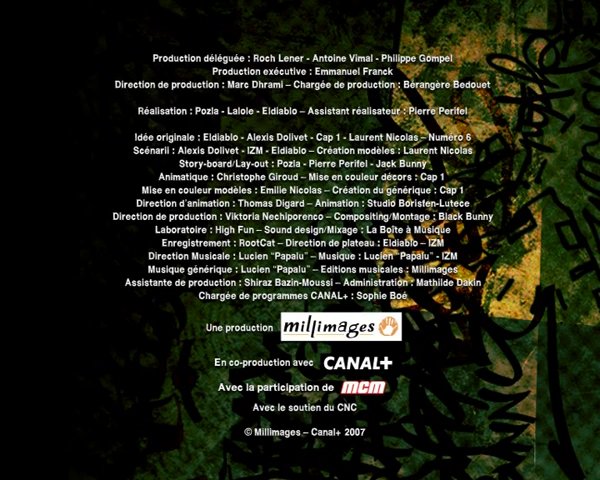 Production déléguée : Roch Lener - Antoine Vimal - Philippe Gompel
Production exécutive : Emmanuel Franck
Direction de production : Marc Dhrami – Chargée de production : Bérangère Bedouet
Réalisation : Pozla - Lalole - Eldiablo – Assistant réalisateur : Pierre Perifel
Idée originale : Eldiablo - Alexis Dolivet - Cap 1 - Laurent Nicolas – Numéro 6
Scénarii : Alexis Dolivet - IZM - Eldiablo – Création modèles : Laurent Nicolas
Story-board/Lay-out : Pozla - Pierre Perifel - Jack Bunny
Animatique : Christophe Giroud – Mise en couleur décors : Cap 1
Mise en couleur modèles : Emilie Nicolas – Création du générique : Cap 1
Direction d'animation : Thomas Digard – Animation : Studio Borisfen-Lutece
Direction de production : Viktoria Nechiporenco – Compositing/Montage : Black Bunny
Laboratoire : High Fun – Sound design/Mixage : La Boîte à Musique
Enregistrement : RootCat – Direction de plateau : Eldiablo – IZM
Direction Musicale : Lucien "Papalu" – Musique : Lucien "Papalu" - IZM
Musique générique : Lucien "Papalu" – Editions musicales : Millimages
Assistante de production : Shiraz Bazin-Moussi – Administration : Mathilde Dakin
Chargée de programmes CANAL+ : Sophie Boé
Une production millimages
En co-production avec CANAL+
Avec la participation de mcm
Avec le soutien du CNC
© Millimages – Canal+ 2007